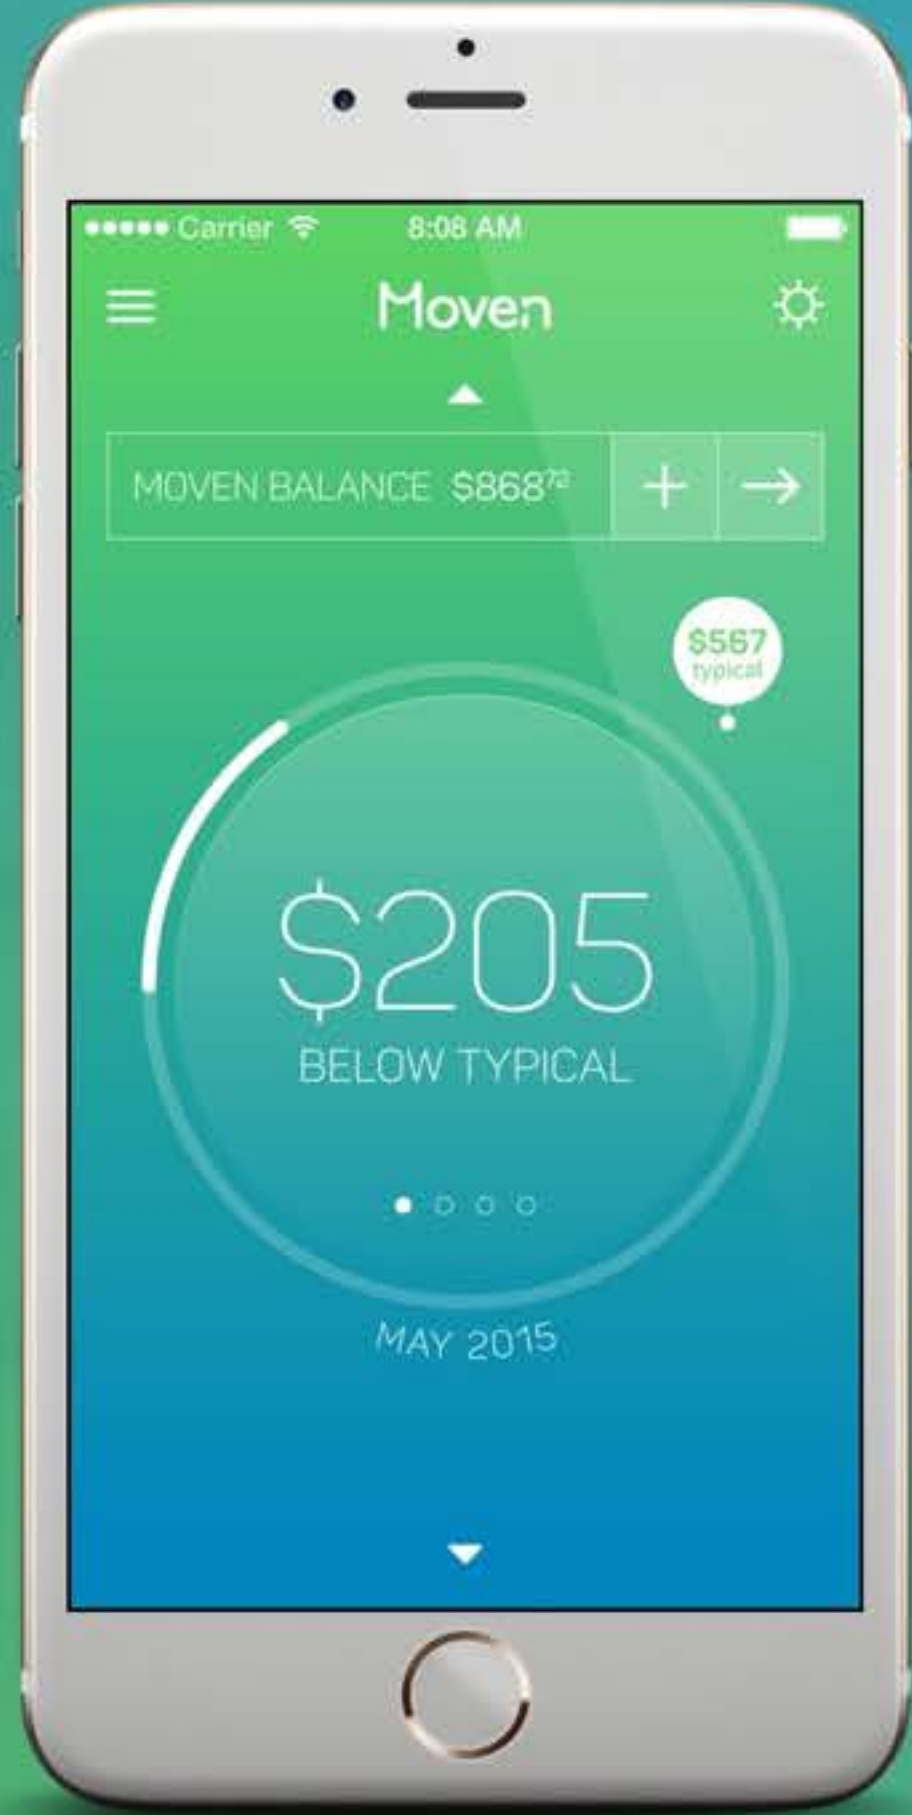 Carrier 8:08 AM
Moven
MOVEN BALANCE $868⁷²
$567
typical
$205
BELOW TYPICAL
MAY 2015